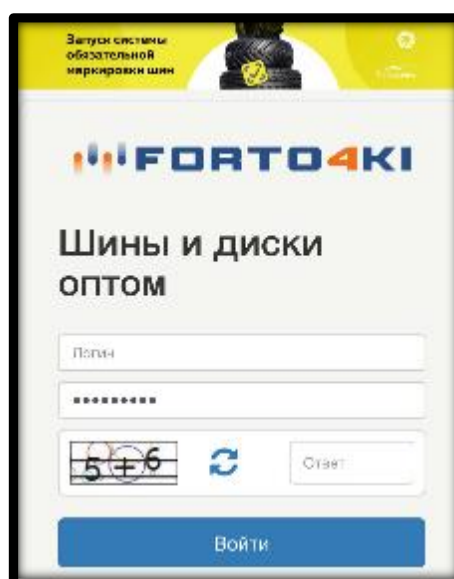 Запуск системы
обязательной
маркировки шин
FORTO4KI
Шины и диски
оптом
Логин
•••••••••
5+6
Ответ
Войти